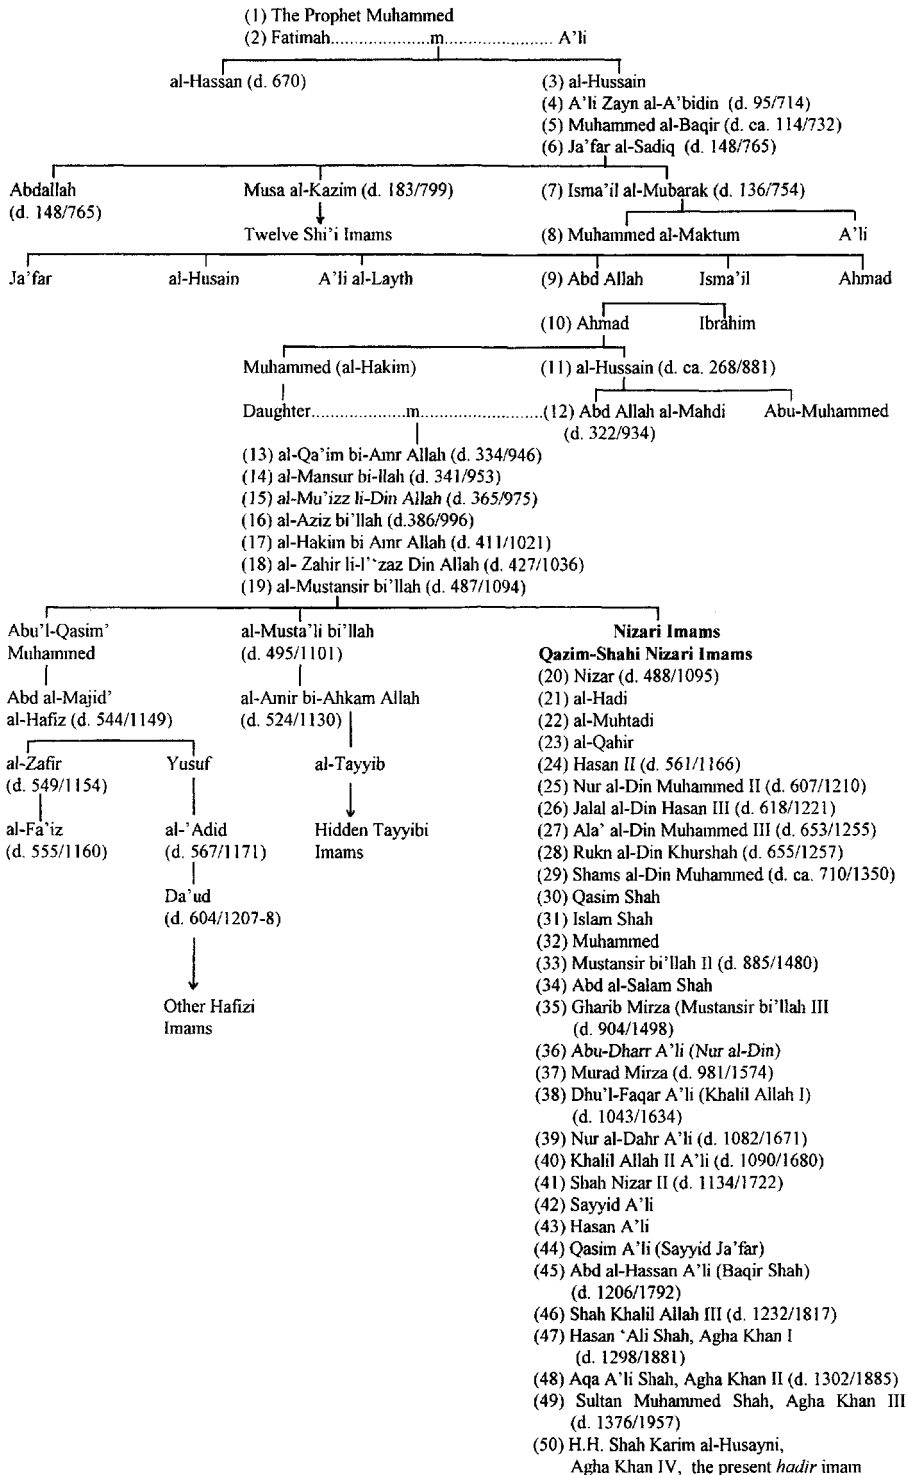 (1) The Prophet Muhammed
(2) Fatimah.....................m........................ A'li
al-Hassan (d. 670)
(3) al-Hussain
(4) A'li Zayn al-A'bidin (d. 95/714)
(5) Muhammed al-Baqir (d. ca. 114/732)
(6) Ja'far al-Sadiq (d. 148/765)
Abdallah
(d. 148/765)
Musa al-Kazim (d. 183/799)
Twelve Shi'i Imams
(7) Isma'il al-Mubarak (d. 136/754)
(8) Muhammed al-Maktum
A'li
Ja'far
al-Husain
A'li al-Layth
(9) Abd Allah
Isma'il
Ahmad
(10) Ahmad
Ibrahim
Muhammed (al-Hakim)
(11) al-Hussain (d. ca. 268/881)
Daughter..........................m..........................(12) Abd Allah al-Mahdi
(d. 322/934)
Abu-Muhammed
(13) al-Qa'im bi-Amr Allah (d. 334/946)
(14) al-Mansur bi-llah (d. 341/953)
(15) al-Mu'izz li-Din Allah (d. 365/975)
(16) al-Aziz bi'llah (d.386/996)
(17) al-Hakim bi Amr Allah (d. 411/1021)
(18) al- Zahir li-I'‘zaz Din Allah (d. 427/1036)
(19) al-Mustansir bi'llah (d. 487/1094)
Abu'l-Qasim'
Muhammed
Abd al-Majid'
al-Hafiz (d. 544/1149)
al-Zafir
(d. 549/1154)
al-Fa'iz
(d. 555/1160)
Yusuf
al-'Adid
(d. 567/1171)
Da'ud
(d. 604/1207-8)
Other Hafizi
Imams
al-Musta'li bi'llah
(d. 495/1101)
al-Amir bi-Ahkam Allah
(d. 524/1130)
al-Tayyib
Hidden Tayyibi
Imams
Nizari Imams
Qazim-Shahi Nizari Imams
(20) Nizar (d. 488/1095)
(21) al-Hadi
(22) al-Muhtadi
(23) al-Qahir
(24) Hasan II (d. 561/1166)
(25) Nur al-Din Muhammed II (d. 607/1210)
(26) Jalal al-Din Hasan III (d. 618/1221)
(27) Ala' al-Din Muhammed III (d. 653/1255)
(28) Rukn al-Din Khurshah (d. 655/1257)
(29) Shams al-Din Muhammed (d. ca. 710/1350)
(30) Qasim Shah
(31) Islam Shah
(32) Muhammed
(33) Mustansir bi'llah II (d. 885/1480)
(34) Abd al-Salam Shah
(35) Gharib Mirza (Mustansir bi'llah III
(d. 904/1498)
(36) Abu-Dharr A'li (Nur al-Din)
(37) Murad Mirza (d. 981/1574)
(38) Dhu'l-Faqar A'li (Khalil Allah I)
(d. 1043/1634)
(39) Nur al-Dahr A'li (d. 1082/1671)
(40) Khalil Allah II A'li (d. 1090/1680)
(41) Shah Nizar II (d. 1134/1722)
(42) Sayyid A'li
(43) Hasan A'li
(44) Qasim A'li (Sayyid Ja'far)
(45) Abd al-Hassan A'li (Baqir Shah)
(d. 1206/1792)
(46) Shah Khalil Allah III (d. 1232/1817)
(47) Hasan ‘Ali Shah, Agha Khan I
(d. 1298/1881)
(48) Aqa A'li Shah, Agha Khan II (d. 1302/1885)
(49) Sultan Muhammed Shah, Agha Khan III
(d. 1376/1957)
(50) H.H. Shah Karim al-Husayni,
Agha Khan IV, the present hadir imam